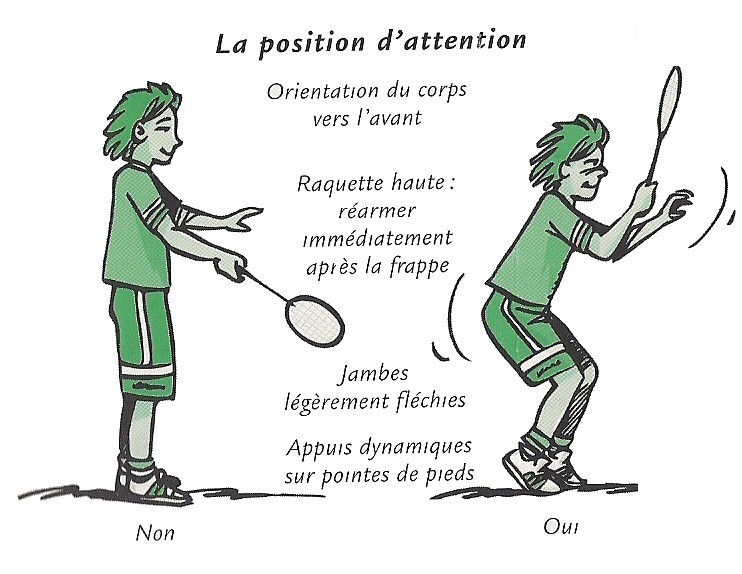 La position d'attention
Orientation du corps
vers l'avant
Raquette haute :
réarmer
immédiatement
après la frappe
Jambes
légèrement fléchies
Appuis dynamiques
sur pointes de pieds
Non
Oui